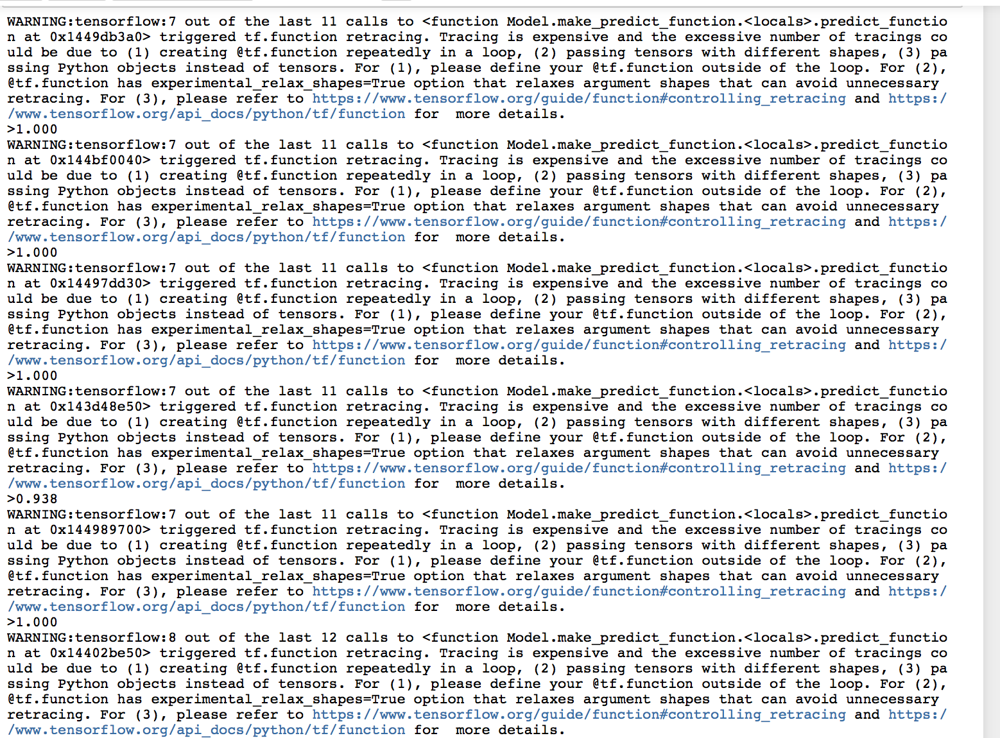 WARNING:tensorflow:7 out of the last 11 calls to <function Model.make_predict_function.<locals>.predict_functio
n at 0x1449db3a0> triggered tf.function retracing. Tracing is expensive and the excessive number of tracings co
uld be due to (1) creating @tf.function repeatedly in a loop, (2) passing tensors with different shapes, (3) pa
ssing Python objects instead of tensors. For (1), please define your @tf.function outside of the loop. For (2),
@tf.function has experimental_relax_shapes=True option that relaxes argument shapes that can avoid unnecessary
retracing. For (3), please refer to https://www.tensorflow.org/guide/function#controlling_retracing and https:/
/www.tensorflow.org/api_docs/python/tf/function for  more details.
>1.000
WARNING:tensorflow:7 out of the last 11 calls to <function Model.make_predict_function.<locals>.predict_functio
n at 0x144bf0040> triggered tf.function retracing. Tracing is expensive and the excessive number of tracings co
uld be due to (1) creating @tf.function repeatedly in a loop, (2) passing tensors with different shapes, (3) pa
ssing Python objects instead of tensors. For (1), please define your @tf.function outside of the loop. For (2),
@tf.function has experimental_relax_shapes=True option that relaxes argument shapes that can avoid unnecessary
retracing. For (3), please refer to https://www.tensorflow.org/guide/function#controlling_retracing and https:/
/www.tensorflow.org/api_docs/python/tf/function for  more details.
>1.000
WARNING:tensorflow:7 out of the last 11 calls to <function Model.make_predict_function.<locals>.predict_functio
n at 0x14497dd30> triggered tf.function retracing. Tracing is expensive and the excessive number of tracings co
uld be due to (1) creating @tf.function repeatedly in a loop, (2) passing tensors with different shapes, (3) pa
ssing Python objects instead of tensors. For (1), please define your @tf.function outside of the loop. For (2),
@tf.function has experimental_relax_shapes=True option that relaxes argument shapes that can avoid unnecessary
retracing. For (3), please refer to https://www.tensorflow.org/guide/function#controlling_retracing and https:/
/www.tensorflow.org/api_docs/python/tf/function for  more details.
>1.000
WARNING:tensorflow:7 out of the last 11 calls to <function Model.make_predict_function.<locals>.predict_functio
n at 0x143d48e50> triggered tf.function retracing. Tracing is expensive and the excessive number of tracings co
uld be due to (1) creating @tf.function repeatedly in a loop, (2) passing tensors with different shapes, (3) pa
ssing Python objects instead of tensors. For (1), please define your @tf.function outside of the loop. For (2),
@tf.function has experimental_relax_shapes=True option that relaxes argument shapes that can avoid unnecessary
retracing. For (3), please refer to https://www.tensorflow.org/guide/function#controlling_retracing and https:/
/www.tensorflow.org/api_docs/python/tf/function for  more details.
>0.938
WARNING:tensorflow:7 out of the last 11 calls to <function Model.make_predict_function.<locals>.predict_functio
n at 0x144989700> triggered tf.function retracing. Tracing is expensive and the excessive number of tracings co
uld be due to (1) creating @tf.function repeatedly in a loop, (2) passing tensors with different shapes, (3) pa
ssing Python objects instead of tensors. For (1), please define your @tf.function outside of the loop. For (2),
@tf.function has experimental_relax_shapes=True option that relaxes argument shapes that can avoid unnecessary
retracing. For (3), please refer to https://www.tensorflow.org/guide/function#controlling_retracing and https:/
/www.tensorflow.org/api_docs/python/tf/function for  more details.
>1.000
WARNING:tensorflow:8 out of the last 12 calls to <function Model.make_predict_function.<locals>.predict_functio
n at 0x14402be50> triggered tf.function retracing. Tracing is expensive and the excessive number of tracings co
uld be due to (1) creating @tf.function repeatedly in a loop, (2) passing tensors with different shapes, (3) pa
ssing Python objects instead of tensors. For (1), please define your @tf.function outside of the loop. For (2),
@tf.function has experimental_relax_shapes=True option that relaxes argument shapes that can avoid unnecessary
retracing. For (3), please refer to https://www.tensorflow.org/guide/function#controlling_retracing and https:/
/www.tensorflow.org/api_docs/python/tf/function for  more details.